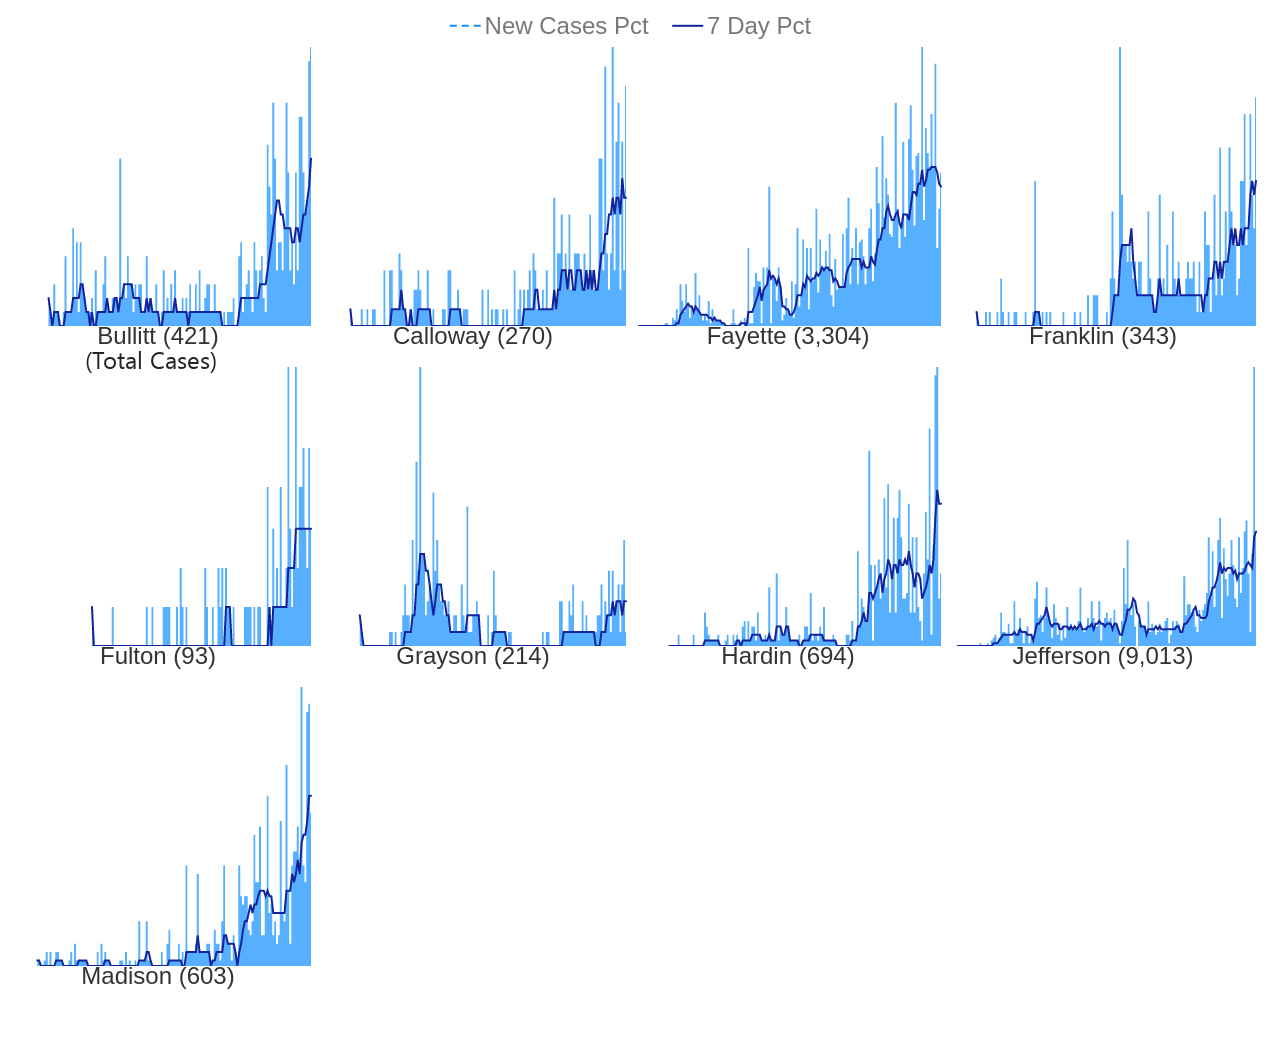 New Cases Pct 7 Day Pct
Bullitt (421)
(Total Cases)
Calloway (270)
Fayette (3,304)
Franklin (343)
Fulton (93)
Grayson (214)
Hardin (694)
Jefferson (9,013)
Madison (603)